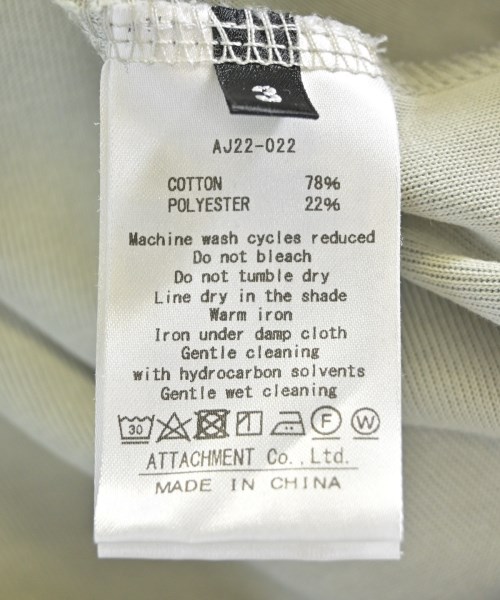 3
AJ22-022
COTTON 78%
POLYESTER 22%
Machine wash cycles reduced
Do not bleach
Do not tumble dry
Line dry in the shade
Warm iron
Iron under damp cloth
Gentle cleaning
with hydrocarbon solvents
Gentle wet cleaning
30 F W
ATTACHMENT Co.,Ltd.
MADE IN CHINA